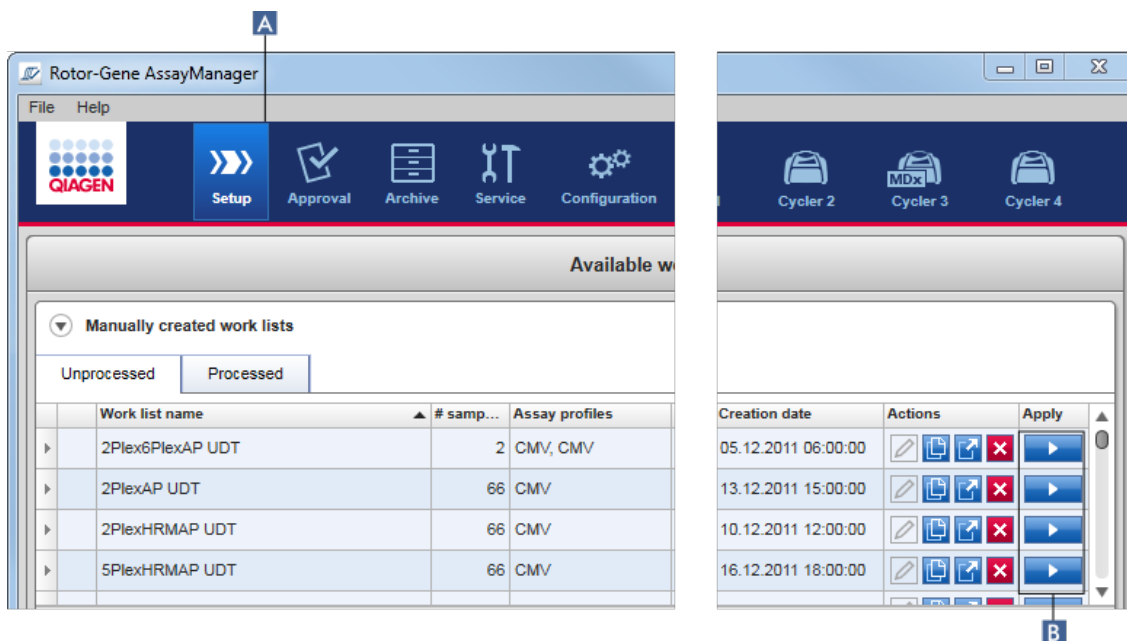 A
Rotor-Gene AssayManager
File Help
QIAGEN
Setup Approval Archive Service Configuration MDx Cycler 2 Cycler 3 Cycler 4
Available
Manually created work lists
Unprocessed Processed
Work list name # samp... Assay profiles Creation date Actions Apply
2Plex6PlexAP UDT 2 CMV, CMV 05.12.2011 06:00:00
2PlexAP UDT 66 CMV 13.12.2011 15:00:00
2PlexHRMAP UDT 66 CMV 10.12.2011 12:00:00
5PlexHRMAP UDT 66 CMV 16.12.2011 18:00:00
B